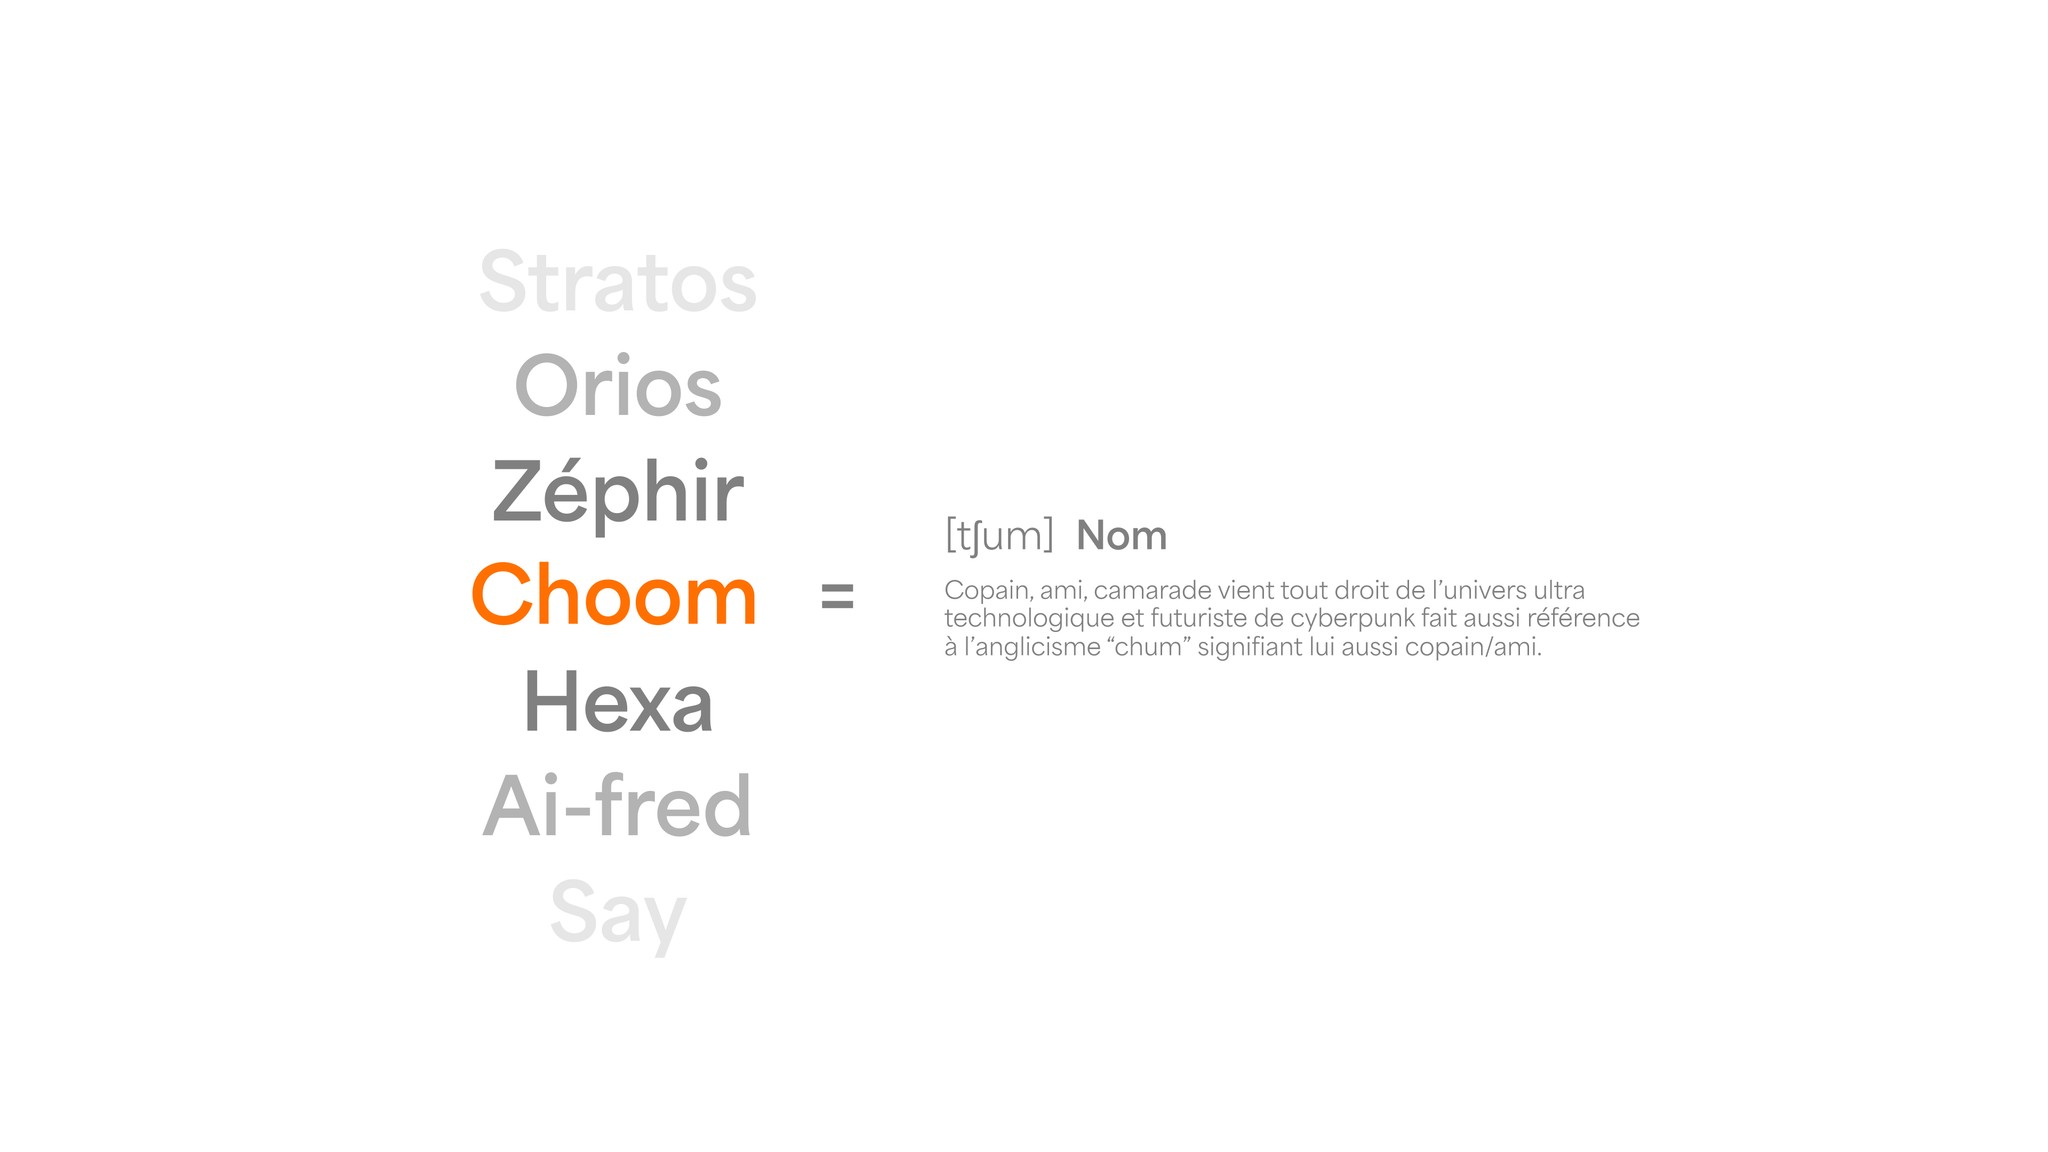 Stratos
Orios
Zéphir
Choom
=
[tʃum] Nom
Copain, ami, camarade vient tout droit de l’univers ultra
technologique et futuriste de cyberpunk fait aussi référence
à l’anglicisme “chum” signifiant lui aussi copain/ami.
Hexa
Ai-fred
Say